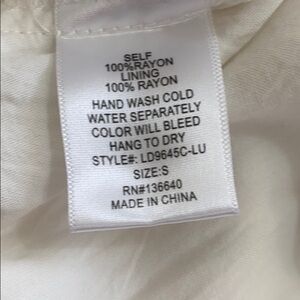 SELF
100%RAYON
LINING
100% RAYON
HAND WASH COLD
WATER SEPARATELY
COLOR WILL BLEED
HANG TO DRY
STYLE#: LD9645C-LU
SIZE:S
RN#136640
MADE IN CHINA